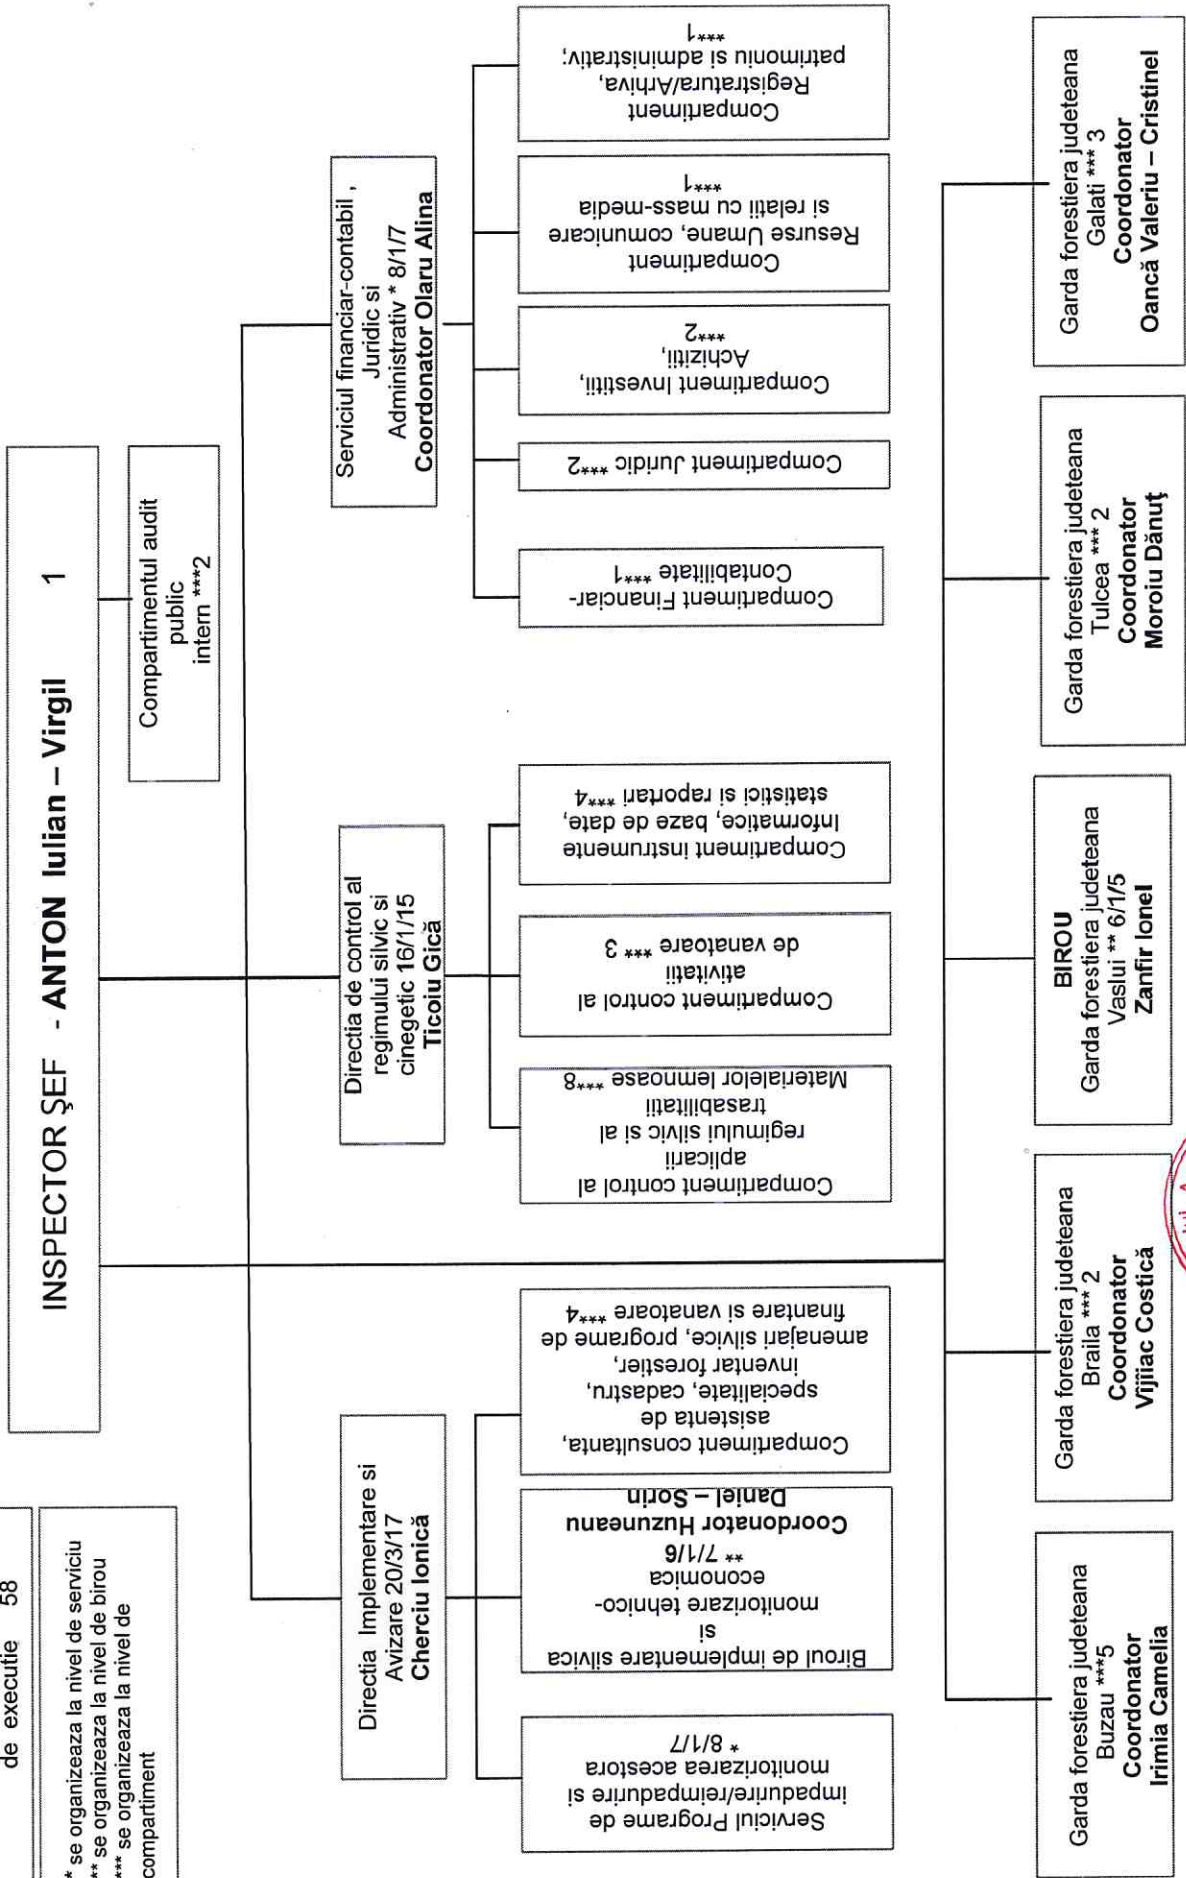 de executie 58
* se organizeaza la nivel de serviciu
** se organizeaza la nivel de birou
*** se organizeaza la nivel de
compartiment
INSPECTOR ŞEF - ANTON Iulian – Virgil 1
Compartimentul audit
public
intern ***2
Directia Implementare si
Avizare 20/3/17
Cherciu Ionică
Directia de control al
regimului silvic si
cinegetic 16/1/15
Ticoiu Gică
Serviciul financiar-contabil ,
Juridic si
Administrativ * 8/1/7
Coordonator Olaru Alina
Serviciul Programe de
impadurire/reimpadurire si
monitorizarea acestora
* 8/1/7
Biroul de implementare silvica
si
monitorizare tehnico-
economica
** 7/1/6
Coordonator Huzuneanu
Daniel – Sorin
Compartiment consultanta,
asistenta de
specialitate, cadastru,
inventar forestier,
amenajari silvice, programe de
finantare si vanatoare ***4
Compartiment control al
aplicarii
regimului silvic si al
trasabilitatii
Materialelor lemnoase ***8
Compartiment control al
ativitatii
de vanatoare *** 3
Compartiment instrumente
Informatice, baze de date,
statistici si raportari ***4
Compartiment Financiar-
Contabilitate ***1
Compartiment Juridic ***2
Compartiment Investitii,
Achizitii,
***2
Compartiment
Resurse Umane, comunicare
si relatii cu mass-media
***1
Compartiment
Registratura/Arhiva,
patrimoniu si administrativ;
***1
Garda forestiera judeteana
Buzau ***5
Coordonator
Irimia Camelia
Garda forestiera judeteana
Braila *** 2
Coordonator
Vijiiac Costică
BIROU
Garda forestiera judeteana
Vaslui ** 6/1/5
Zanfir Ionel
Garda forestiera judeteana
Tulcea *** 2
Coordonator
Moroiu Dănuţ
Garda forestiera judeteana
Galati *** 3
Coordonator
Oancă Valeriu – Cristinel